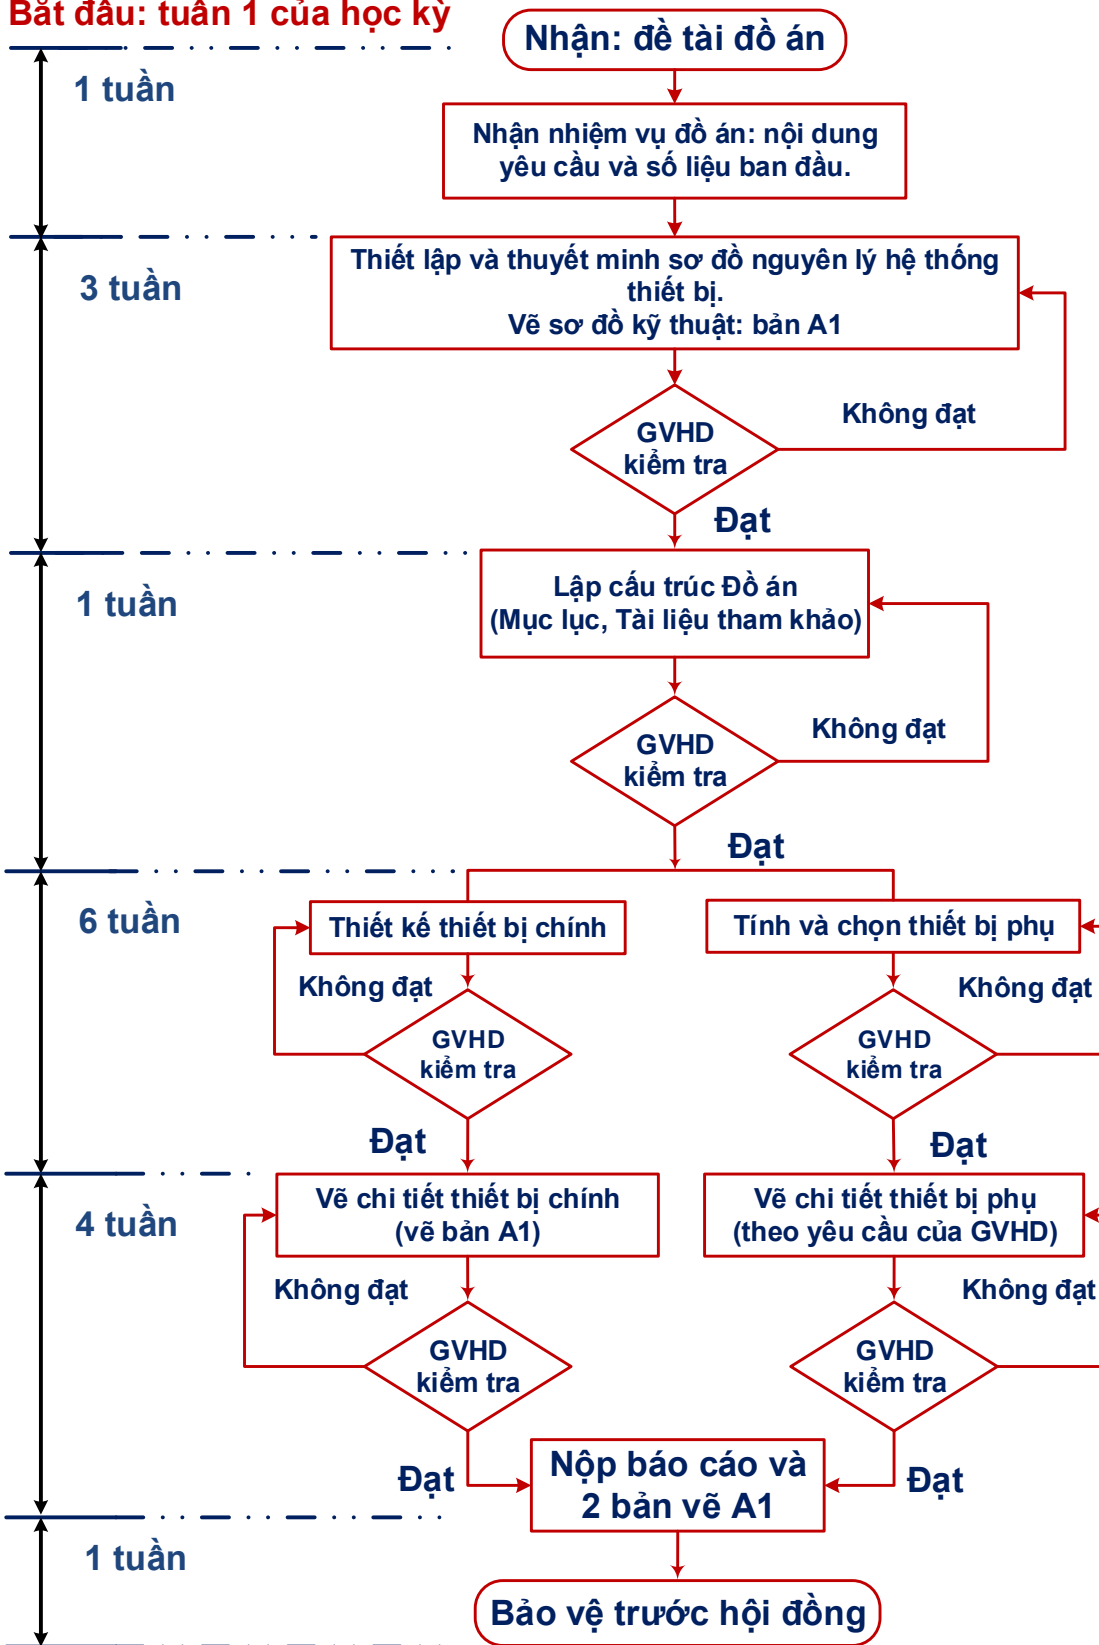 Bắt đầu: tuần 1 của học kỳ
Nhận: đề tài đồ án
1 tuần
Nhận nhiệm vụ đồ án: nội dung
yêu cầu và số liệu ban đầu.
3 tuần
Thiết lập và thuyết minh sơ đồ nguyên lý hệ thống
thiết bị.
Vẽ sơ đồ kỹ thuật: bản A1
GVHD
kiểm tra
Không đạt
Đạt
1 tuần
Lập cấu trúc Đồ án
(Mục lục, Tài liệu tham khảo)
GVHD
kiểm tra
Không đạt
Đạt
6 tuần
Thiết kế thiết bị chính
Tính và chọn thiết bị phụ
Không đạt
Không đạt
GVHD
kiểm tra
GVHD
kiểm tra
Đạt
Đạt
4 tuần
Vẽ chi tiết thiết bị chính
(vẽ bản A1)
Vẽ chi tiết thiết bị phụ
(theo yêu cầu của GVHD)
Không đạt
Không đạt
GVHD
kiểm tra
GVHD
kiểm tra
Đạt
Nộp báo cáo và
2 bản vẽ A1
Đạt
1 tuần
Bảo vệ trước hội đồng